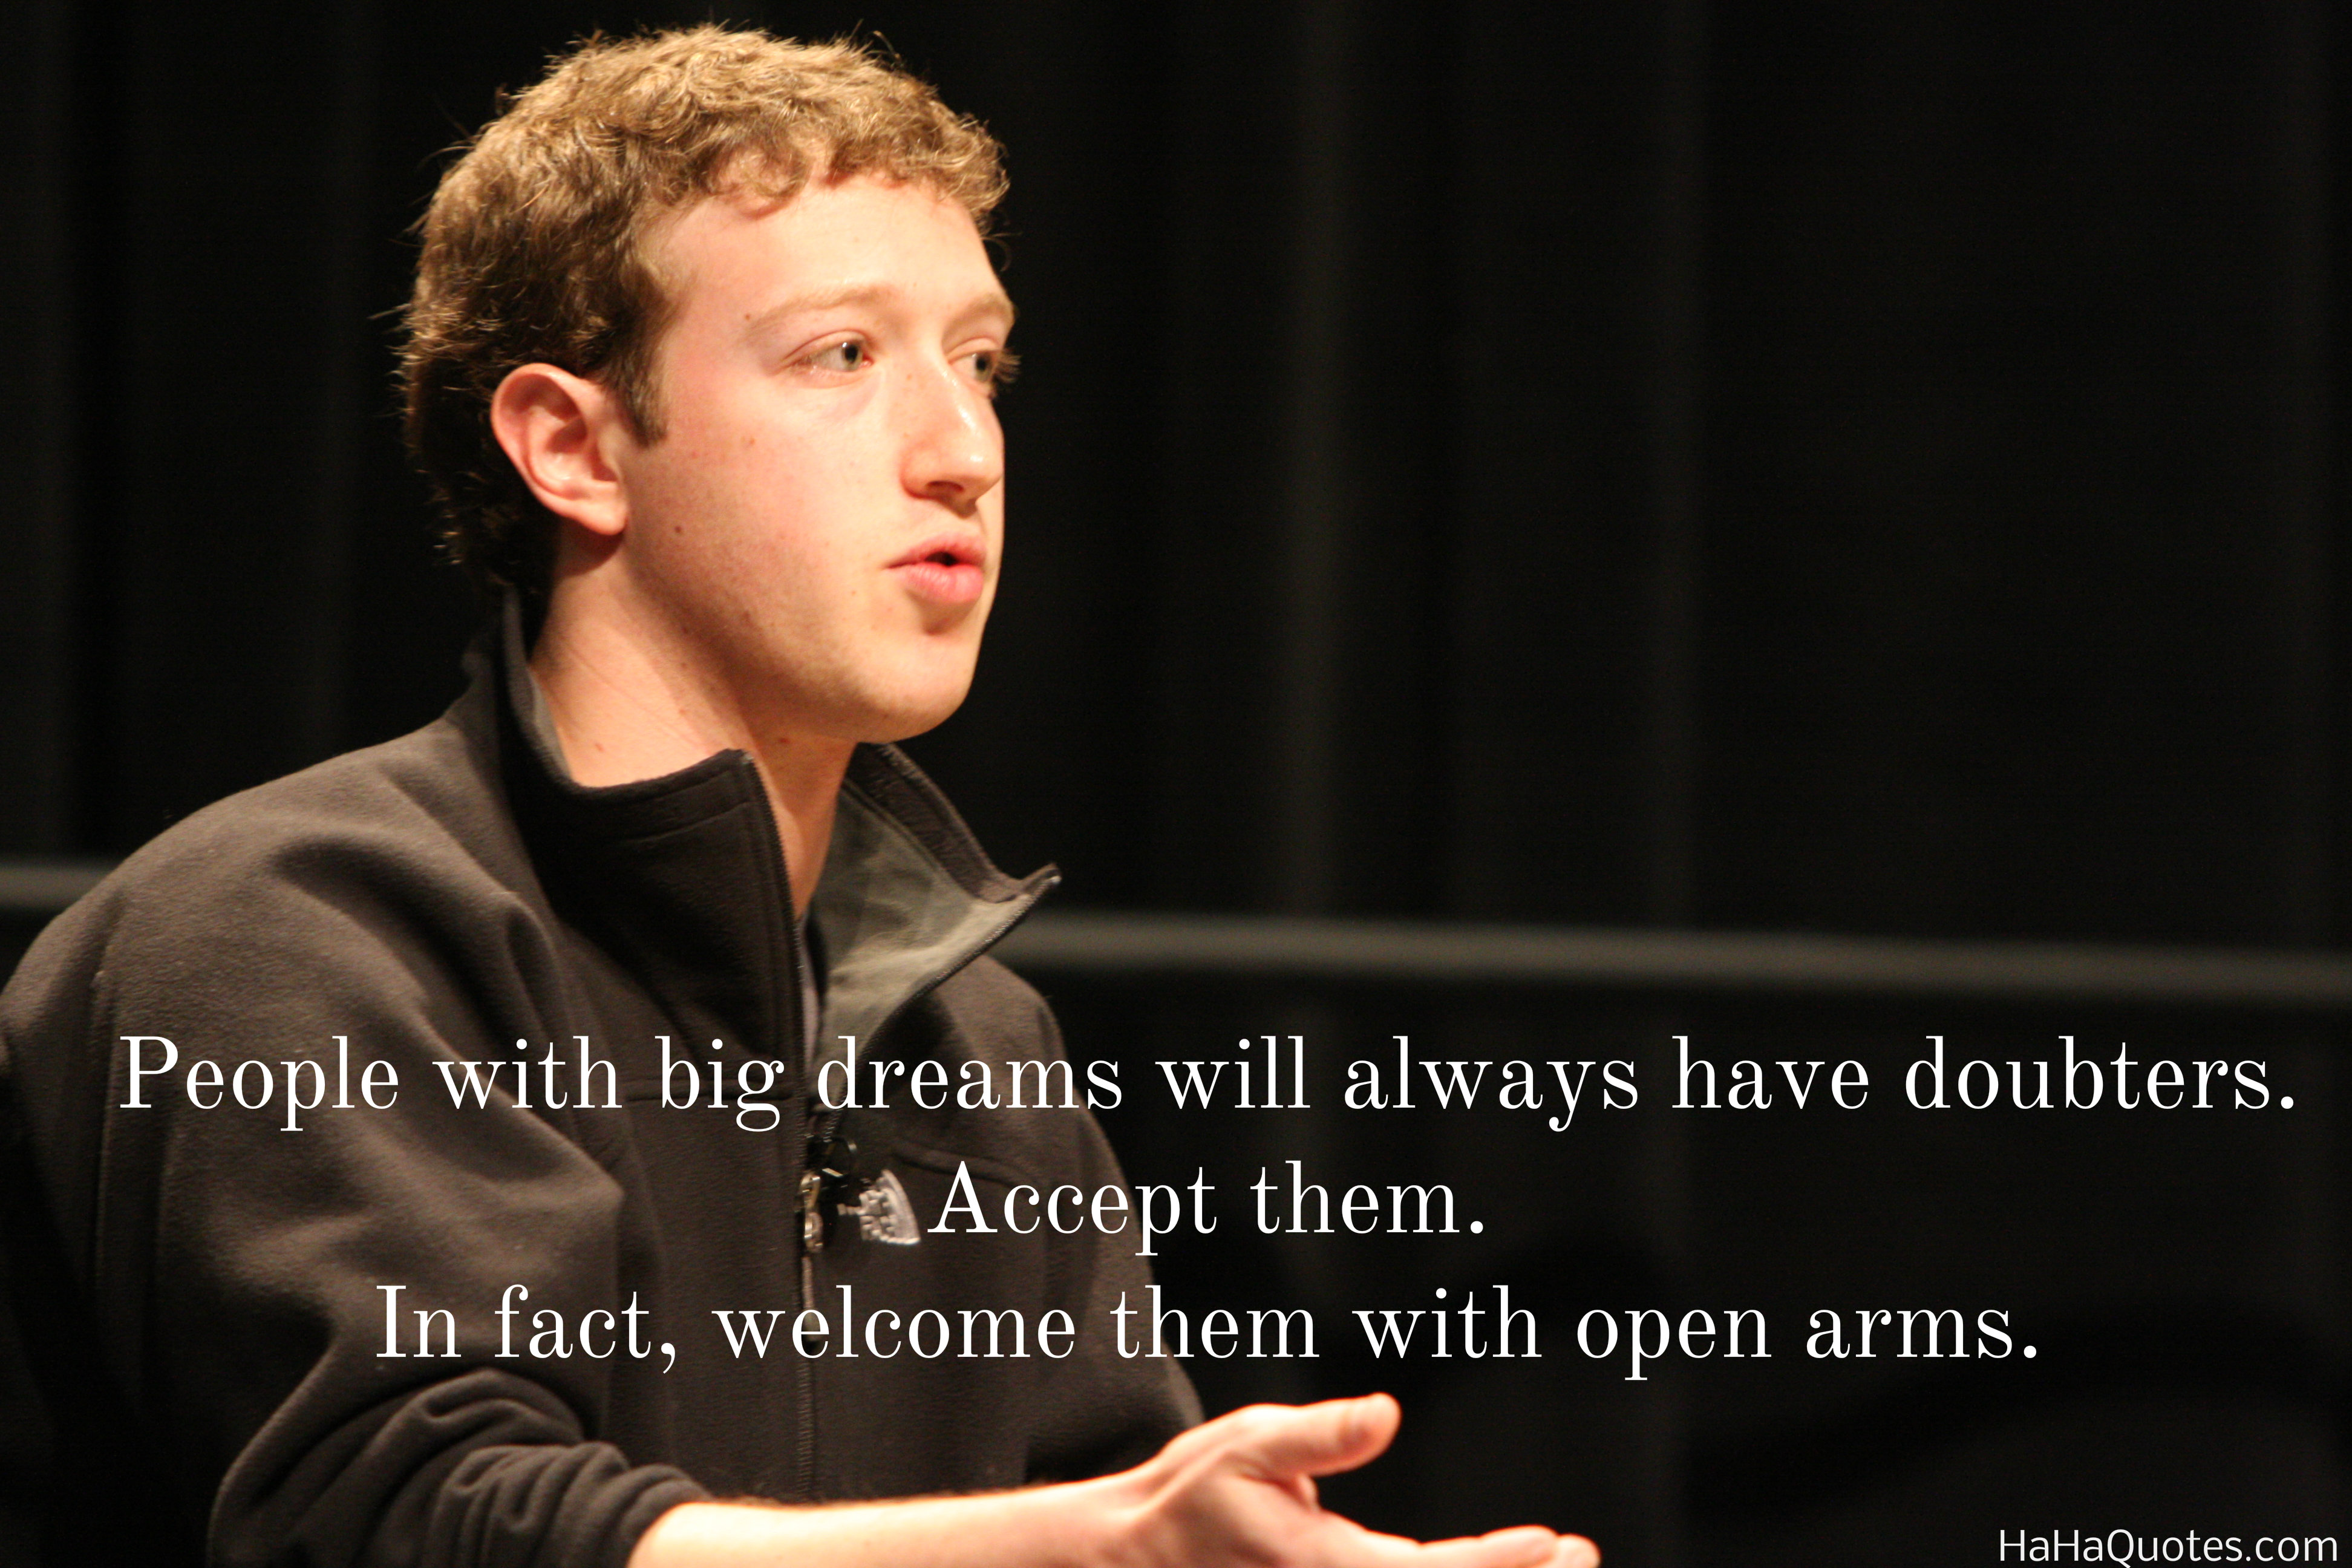 People with big dreams will always have doubters.
Accept them.
In fact, welcome them with open arms.
HaHaQuotes.com